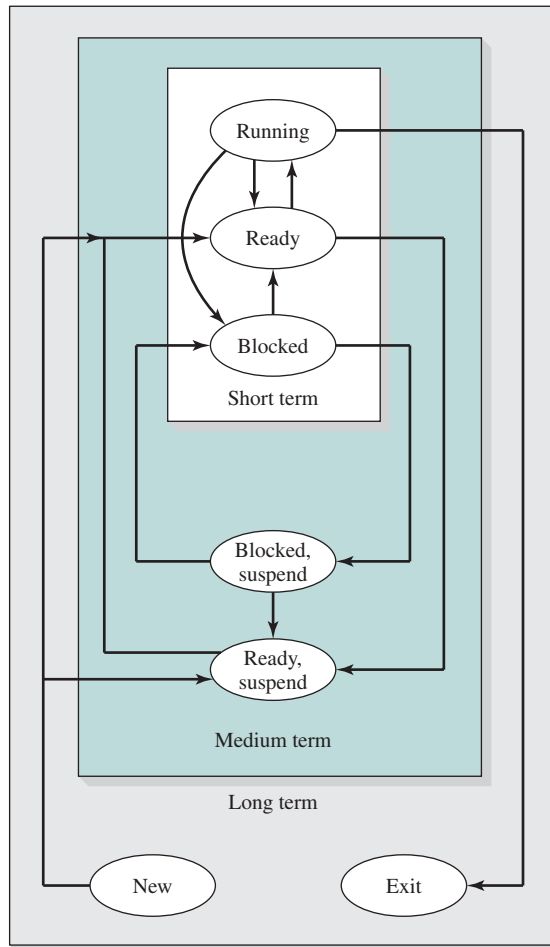 Running
Ready
Blocked
Short term
Blocked,
suspend
Ready,
suspend
Medium term
Long term
New
Exit